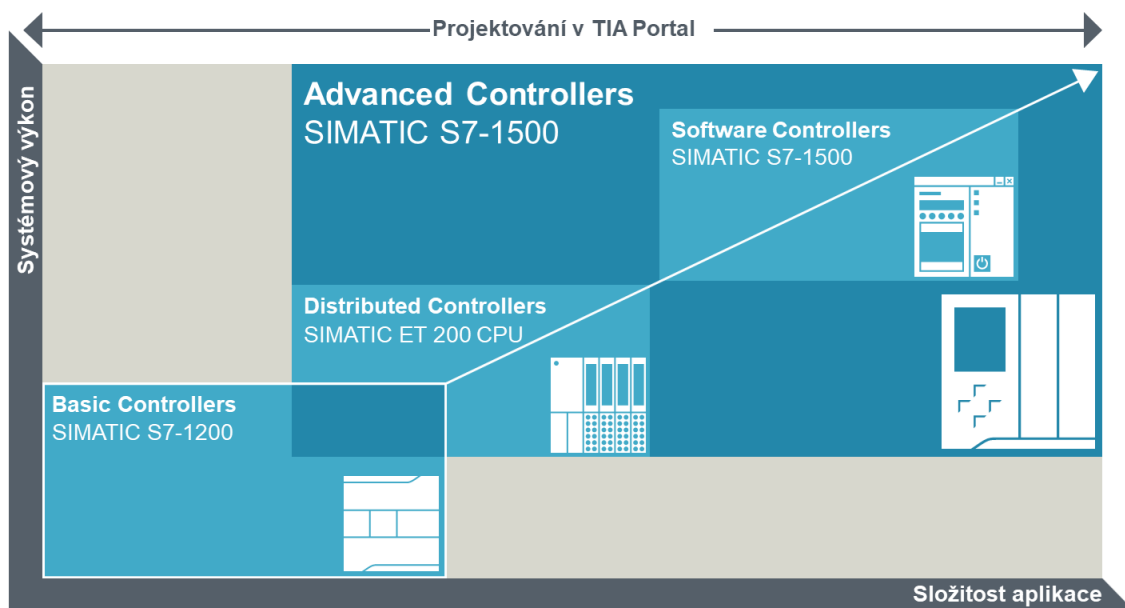 Projektování v TIA Portal
Systémový výkon
Advanced Controllers
SIMATIC S7-1500
Software Controllers
SIMATIC S7-1500
Distributed Controllers
SIMATIC ET 200 CPU
Basic Controllers
SIMATIC S7-1200
Složitost aplikace